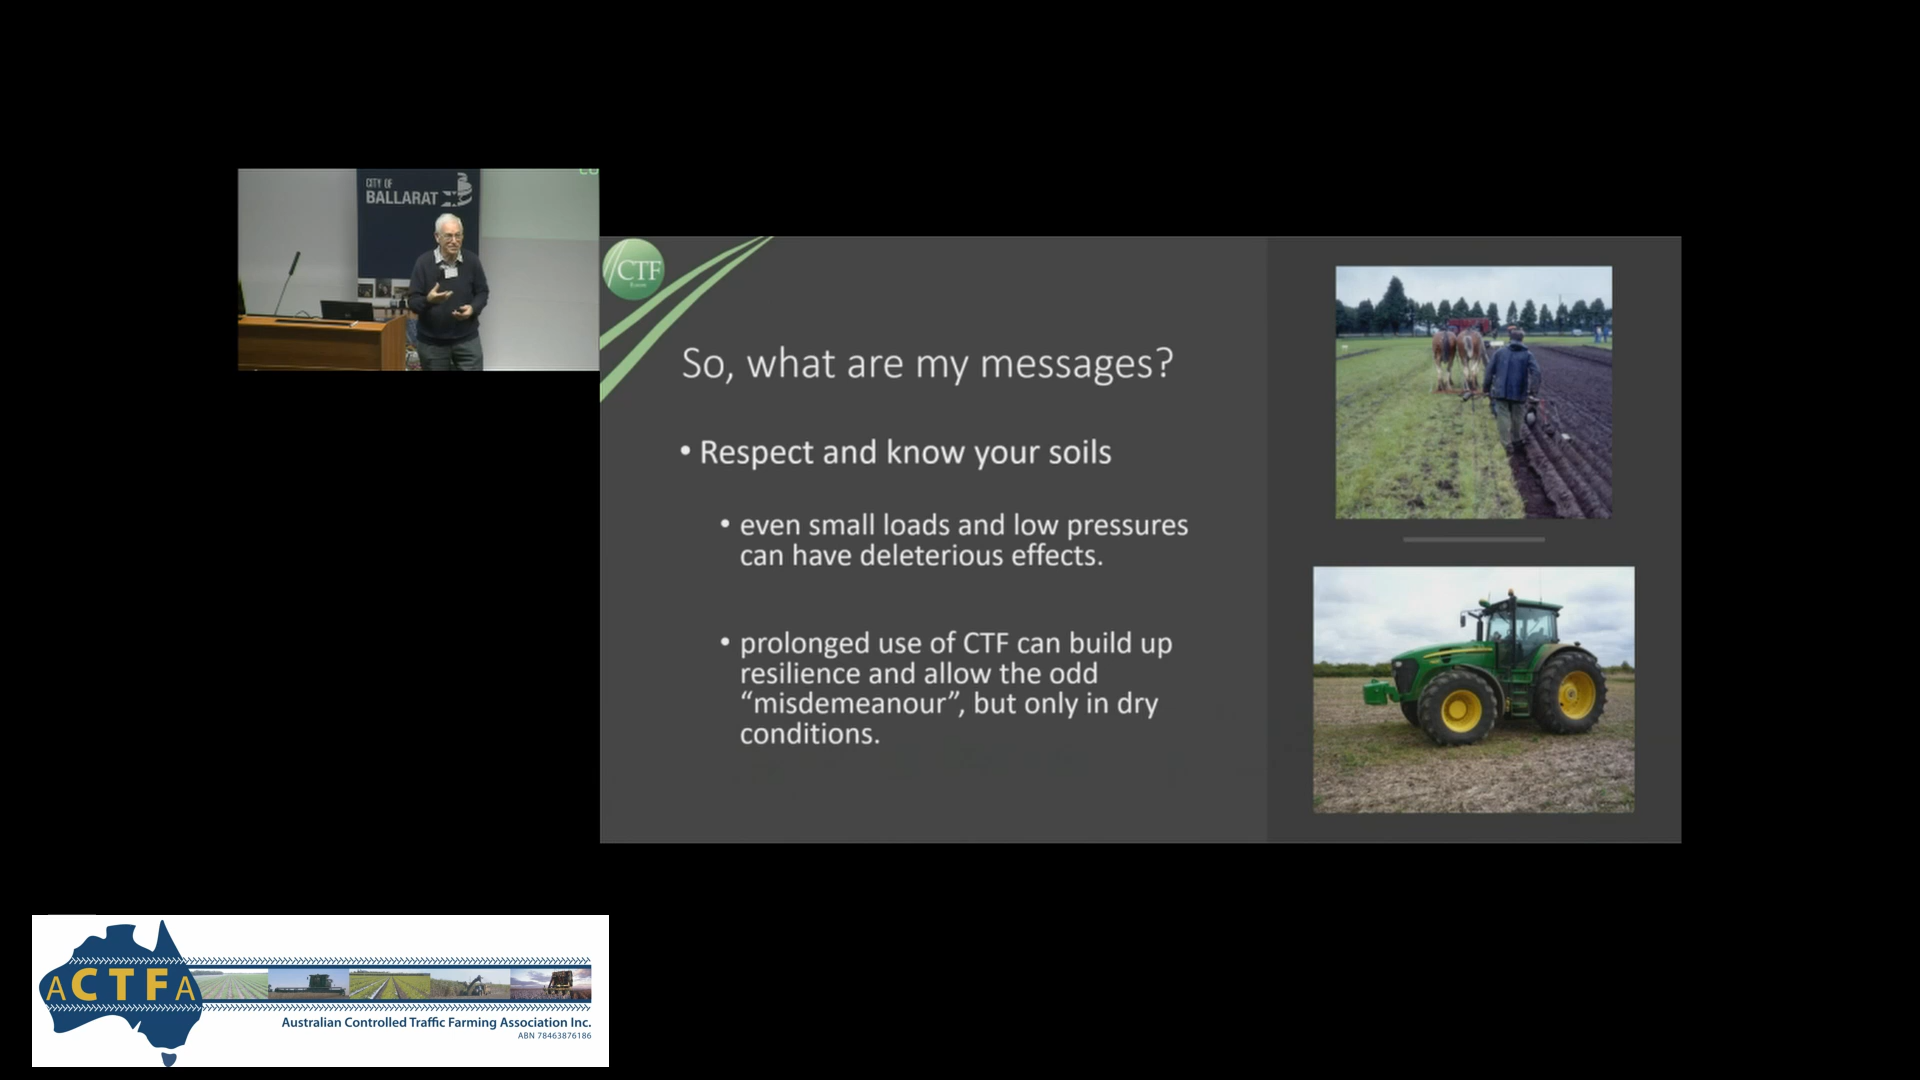 CITY OF
BALLARAT
CTF
So, what are my messages?
• Respect and know your soils
• even small loads and low pressures
can have deleterious effects.
• prolonged use of CTF can build up
resilience and allow the odd
“misdemeanour”, but only in dry
conditions.
ACTFA
Australian Controlled Traffic Farming Association Inc.
ABN 78463876186